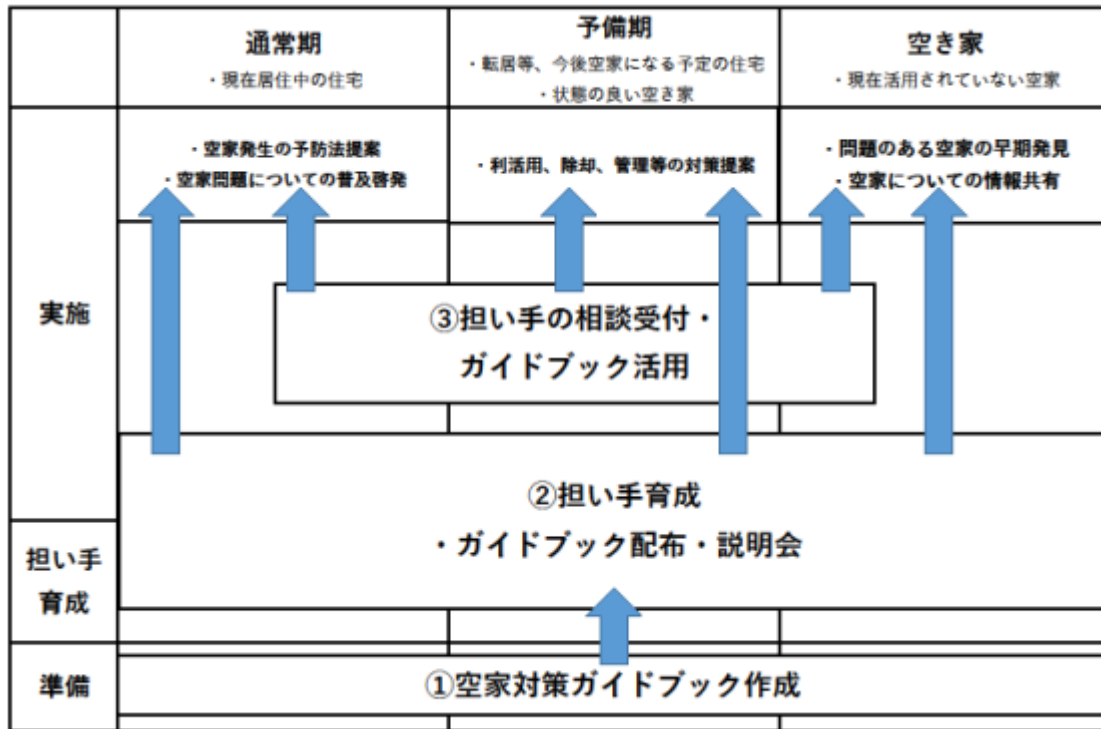 通常期
・現在居住中の住宅
予備期
・転居等、今後空家になる予定の住宅
・状態の良い空き家
空き家
・現在活用されていない空家
・空家発生の予防法提案
・空家問題についての普及啓発
・利活用、除却、管理等の対策提案
・問題のある空家の早期発見
・空家についての情報共有
実施
③担い手の相談受付・
ガイドブック活用
②担い手育成
・ガイドブック配布・説明会
担い手
育成
準備
①空家対策ガイドブック作成